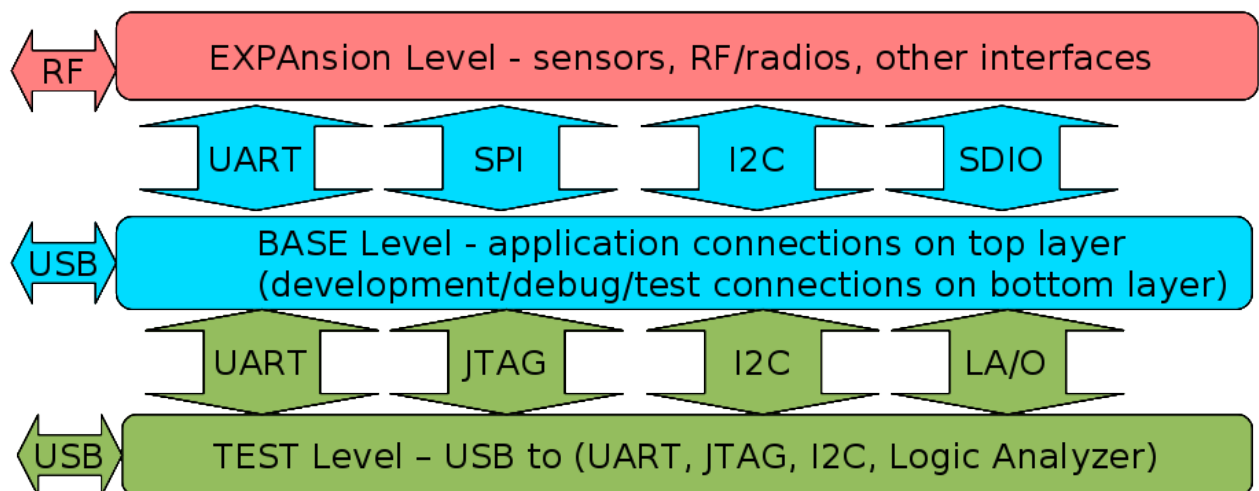 RF
EXPAnsion Level - sensors, RF/radios, other interfaces
UART
SPI
I2C
SDIO
USB
BASE Level - application connections on top layer
(development/debug/test connections on bottom layer)
UART
JTAG
I2C
LA/O
USB
TEST Level – USB to (UART, JTAG, I2C, Logic Analyzer)